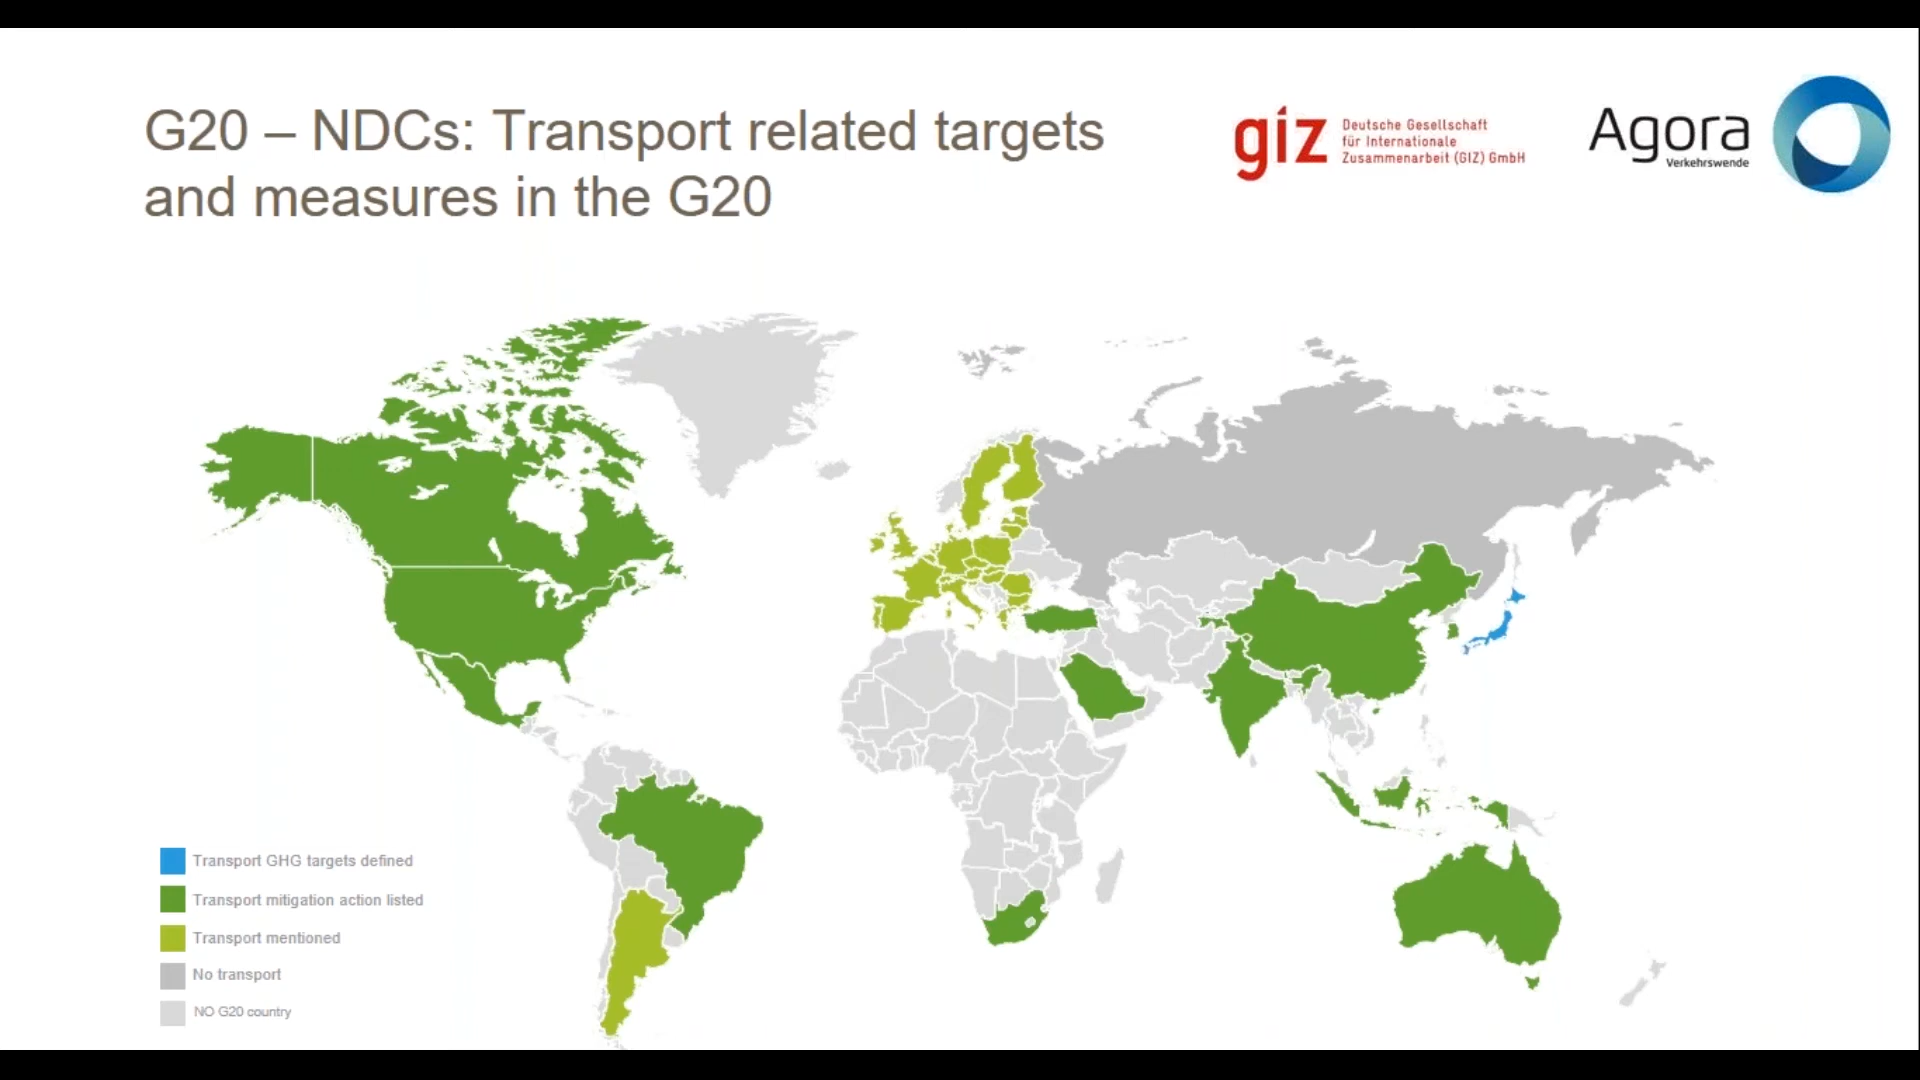 G20 – NDCs: Transport related targets
and measures in the G20
giz
Deutsche Gesellschaft
für Internationale
Zusammenarbeit (GIZ) GmbH
Agora
Verkehrswende
Transport GHG targets defined
Transport mitigation action listed
Transport mentioned
No transport
NO G20 country